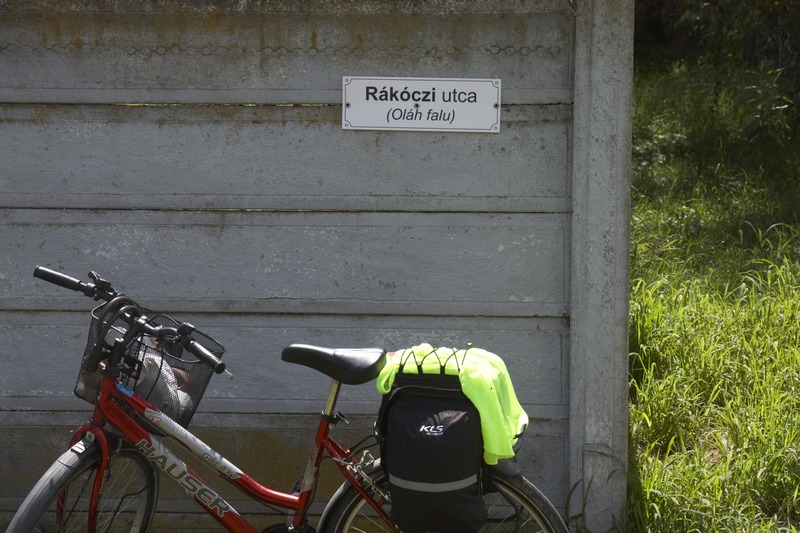 Rákóczi utca
(Oláh falu)
KLS
HAUSER